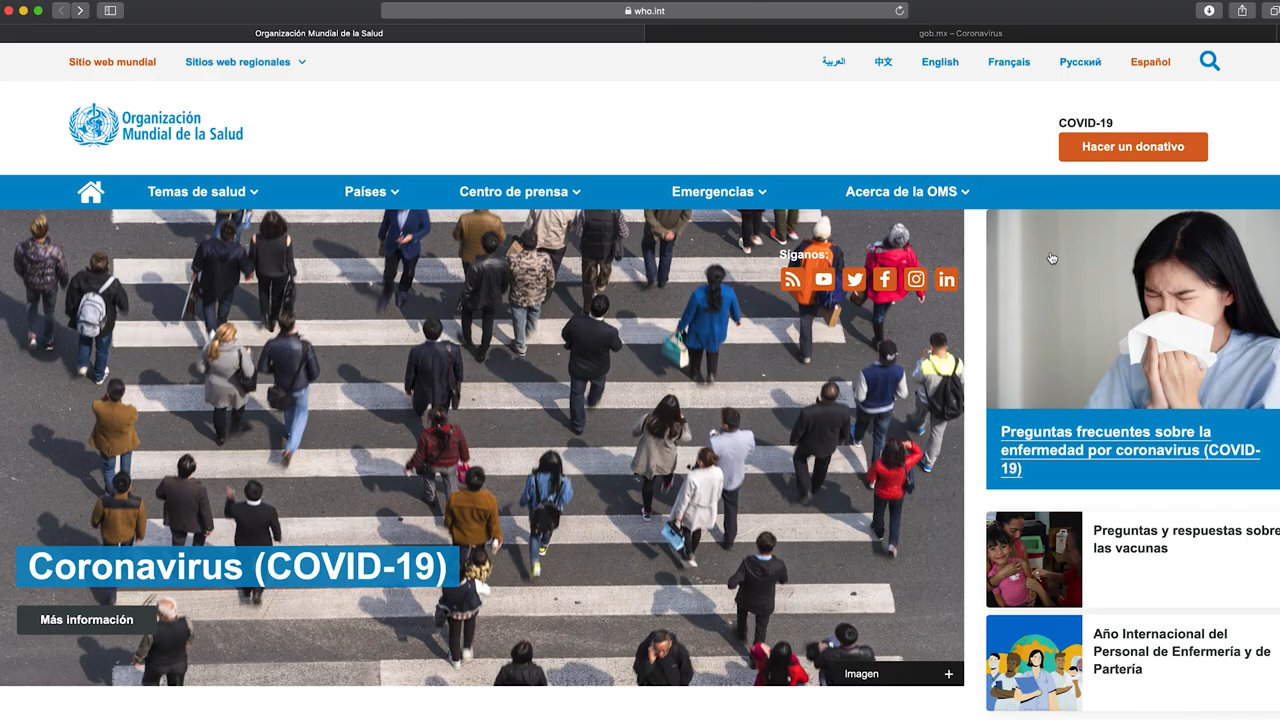 who.int
Organización Mundial de la Salud
gob.mx – Coronavirus
Sitio web mundial
Sitios web regionales
العربية
中文
English
Français
Русский
Español
Organización
Mundial de la Salud
COVID-19
Hacer un donativo
Temas de salud
Países
Centro de prensa
Emergencias
Acerca de la OMS
Síganos:
Preguntas frecuentes sobre la
enfermedad por coronavirus (COVID-
19)
Preguntas y respuestas sobre
las vacunas
Coronavirus (COVID-19)
Más información
Año Internacional del
Personal de Enfermería y de
Partería
Imagen +